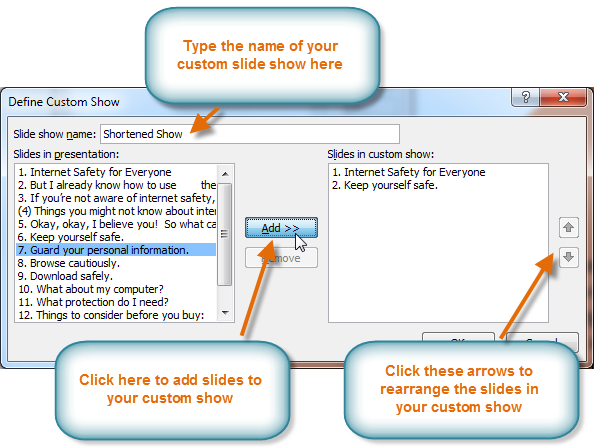 Type the name of your
custom slide show here
Define Custom Show
Slide show name: Shortened Show
Slides in presentation:
1. Internet Safety for Everyone
2. But I already know how to use the
3. If you're not aware of internet safety,
(4) Things you might not know about inter
5. Okay, okay, I believe you! So what ca
6. Keep yourself safe.
7. Guard your personal information.
8. Browse cautiously.
9. Download safely.
10. What about my computer?
11. What protection do I need?
12. Things to consider before you buy:
Add >>
Remove
Slides in custom show:
1. Internet Safety for Everyone
2. Keep yourself safe.
Click here to add slides to
your custom show
Click these arrows to
rearrange the slides in
your custom show